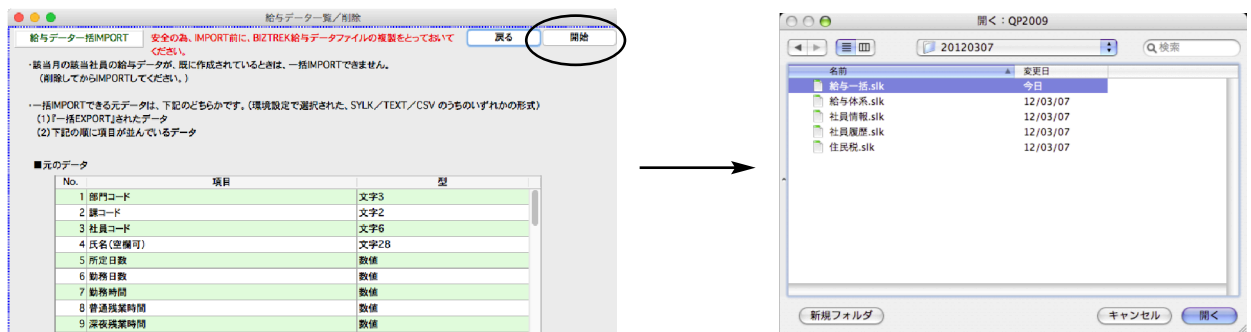 給与データ一覧／削除
給与データ一括IMPORT
安全の為、IMPORT前に、BIZTREK給与データファイルの複製をとっておいて
ください。
戻る
開始
・該当月の該当社員の給与データが、既に作成されているときは、一括IMPORTできません。
（削除してからIMPORTしてください。）
・一括IMPORTできる元データは、下記のどちらかです。（環境設定で選択された、SYLK／TEXT／CSV のうちのいずれかの形式）
（1）『一括EXPORT』されたデータ
（2）下記の順に項目が並んでいるデータ
■元のデータ
No. 項目 型
1 部門コード 文字3
2 課コード 文字2
3 社員コード 文字6
4 氏名（空欄可） 文字28
5 所定日数 数値
6 勤務日数 数値
7 勤務時間 数値
8 普通残業時間 数値
9 深夜残業時間 数値
開く：QP2009
20120307
検索
名前 変更日
給与一括.slk 今日
給与体系.slk 12/03/07
社員情報.slk 12/03/07
社員履歴.slk 12/03/07
住民税.slk 12/03/07
新規フォルダ
キャンセル
開く